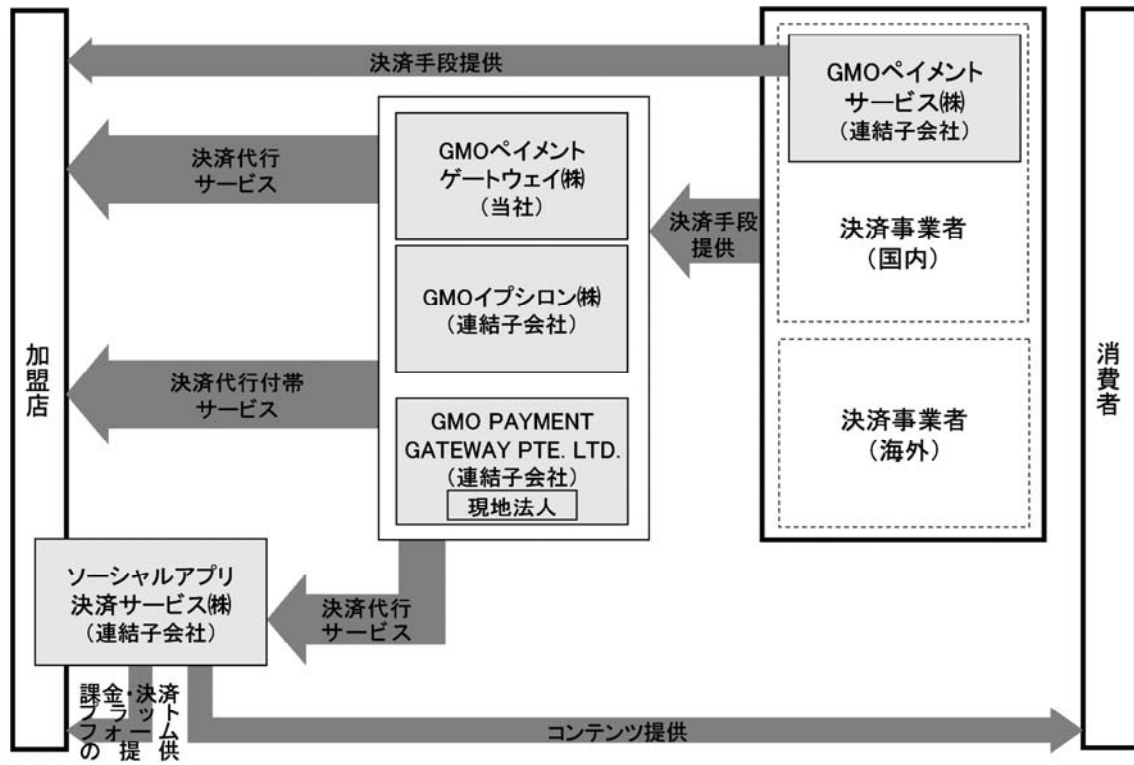 決済手段提供
GMOペイメント
サービス㈱
(連結子会社)
決済代行
サービス
GMOペイメント
ゲートウェイ㈱
(当社)
決済手段
提供
決済事業者
(国内)
GMOイプシロン㈱
(連結子会社)
加盟店
消費者
決済代行付帯
サービス
GMO PAYMENT
GATEWAY PTE. LTD.
(連結子会社)
現地法人
決済事業者
(海外)
ソーシャルアプリ
決済サービス㈱
(連結子会社)
決済代行
サービス
課金・決済
プラット
フォーム
の提供
コンテンツ提供